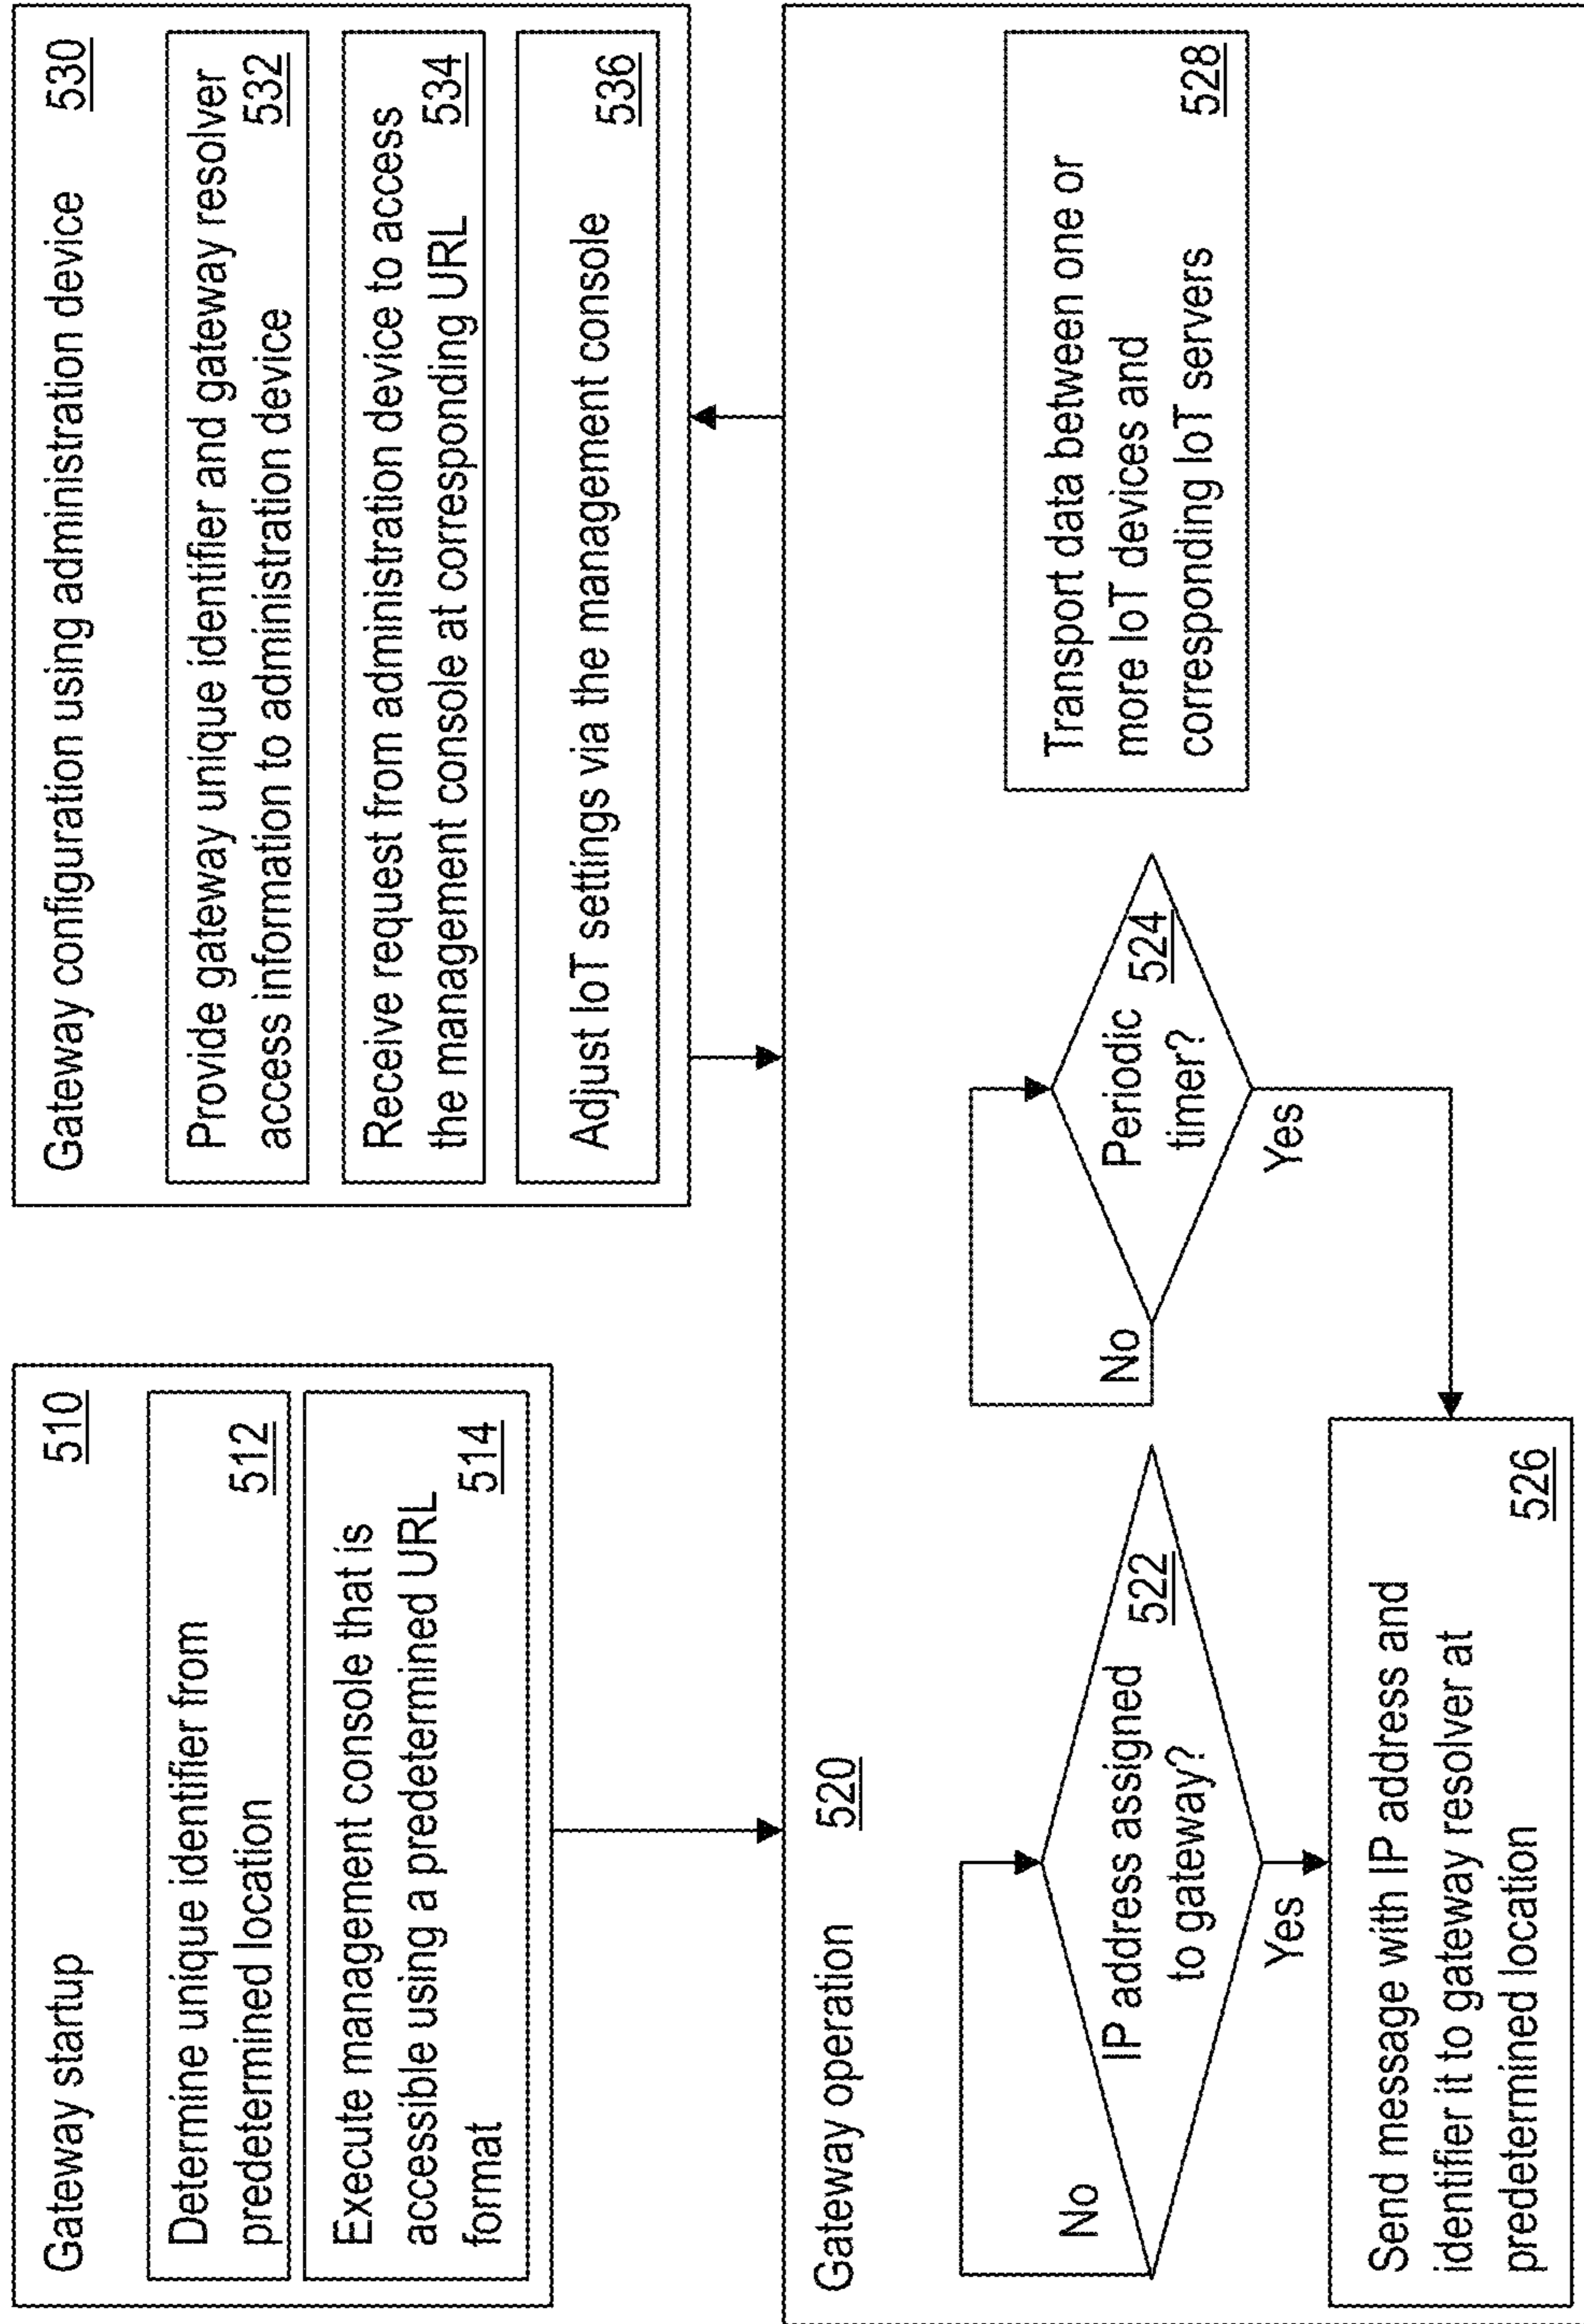 Gateway startup 510
Determine unique identifier from
predetermined location 512
Execute management console that is
accessible using a predetermined URL
format 514
Gateway configuration using administration device 530
Provide gateway unique identifier and gateway resolver
access information to administration device 532
Receive request from administration device to access
the management console at corresponding URL 534
Adjust IoT settings via the management console 536
Gateway operation 520
No
IP address assigned 522
to gateway?
Yes
Send message with IP address and
identifier it to gateway resolver at
predetermined location 526
No
Periodic 524
timer?
Yes
Transport data between one or
more IoT devices and
corresponding IoT servers 528